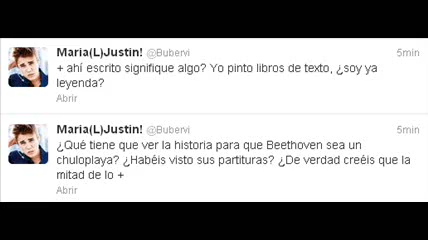 Maria(L)Justin! @Bubervi 5min
+ ahí escrito signifique algo? Yo pinto libros de texto, ¿soy ya
leyenda?
Abrir
Maria(L)Justin! @Bubervi 5min
¿Qué tiene que ver la historia para que Beethoven sea un
chuloplaya? ¿Habéis visto sus partituras? ¿De verdad creéis que la
mitad de lo +
Abrir